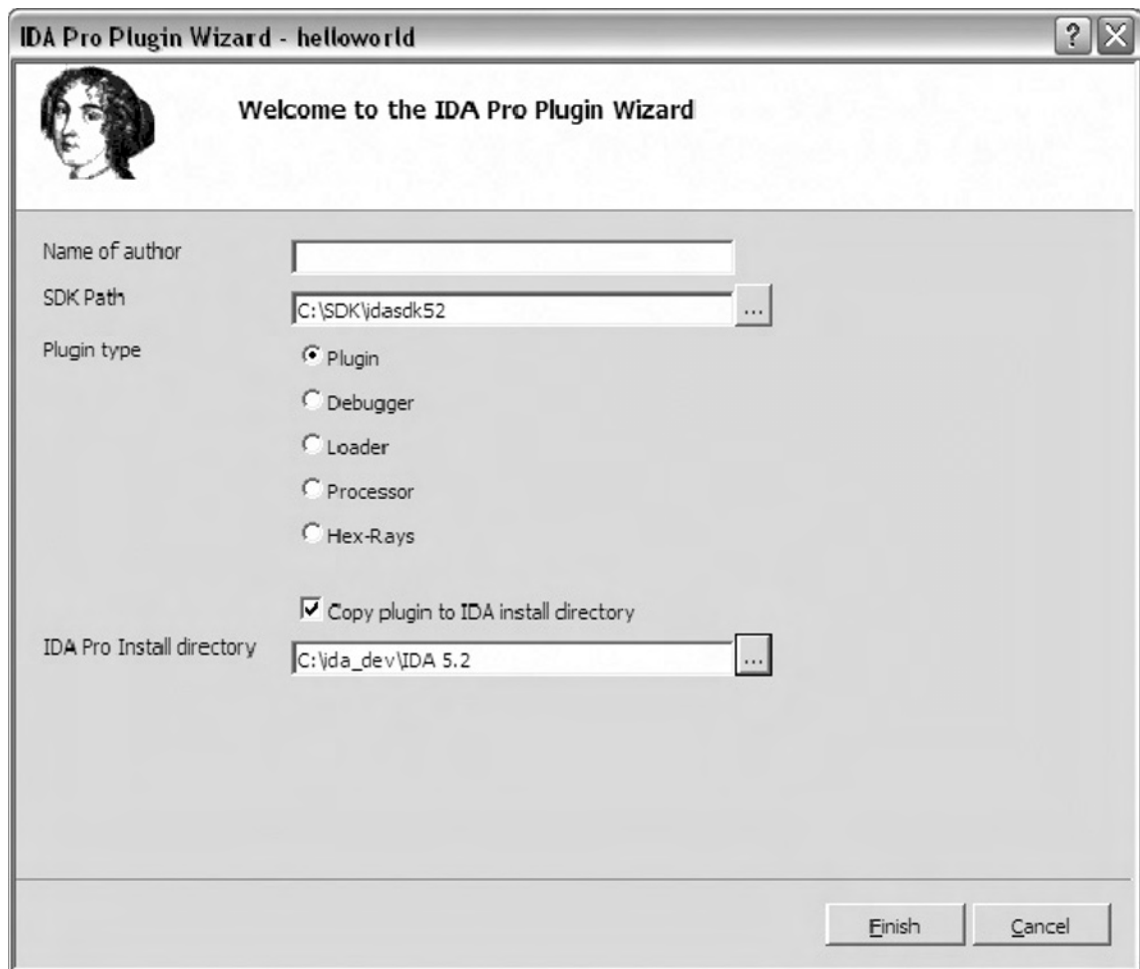 IDA Pro Plugin Wizard - helloworld
?
Welcome to the IDA Pro Plugin Wizard
Name of author
SDK Path
C:\SDK\idasdk52
...
Plugin type
Plugin
Debugger
Loader
Processor
Hex-Rays
Copy plugin to IDA install directory
IDA Pro Install directory
C:\ida_dev\IDA 5.2
...
Finish
Cancel